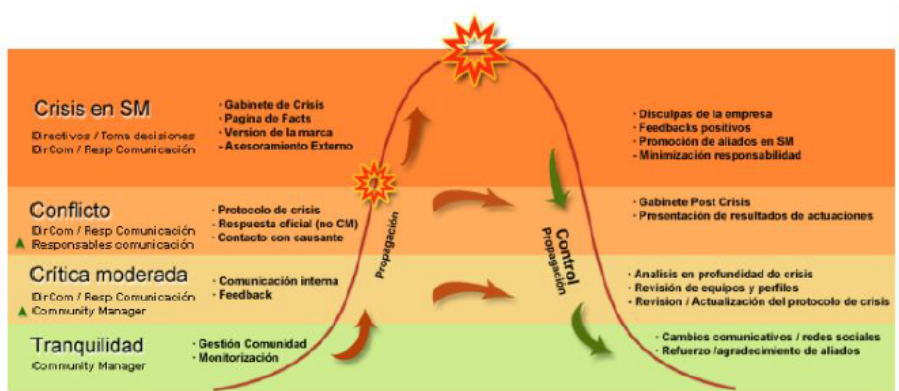 Crisis en SM
Directivos / Toma decisiones
DirCom / Resp Comunicación
· Gabinete de Crisis
· Pagina de Facts
· Version de la marca
- Asesoramiento Externo
· Disculpas de la empresa
· Feedbacks positivos
· Promoción de aliados en SM
- Minimización responsabilidad
Conflicto
DirCom / Resp Comunicación
Responsables comunicación
· Protocolo de crisis
· Respuesta oficial (no CM)
· Contacto con causante
Propagación
Control
Propagación
· Gabinete Post Crisis
· Presentación de resultados de actuaciones
Crítica moderada
DirCom / Resp Comunicación
Community Manager
· Comunicación interna
· Feedback
· Analisis en profundidad de crisis
· Revisión de equipos y perfiles
- Revision / Actualización del protocolo de crisis
Tranquilidad
Community Manager
· Gestión Comunidad
· Monitorización
· Cambios comunicativos / redes sociales
· Refuerzo /agradecimiento de aliados